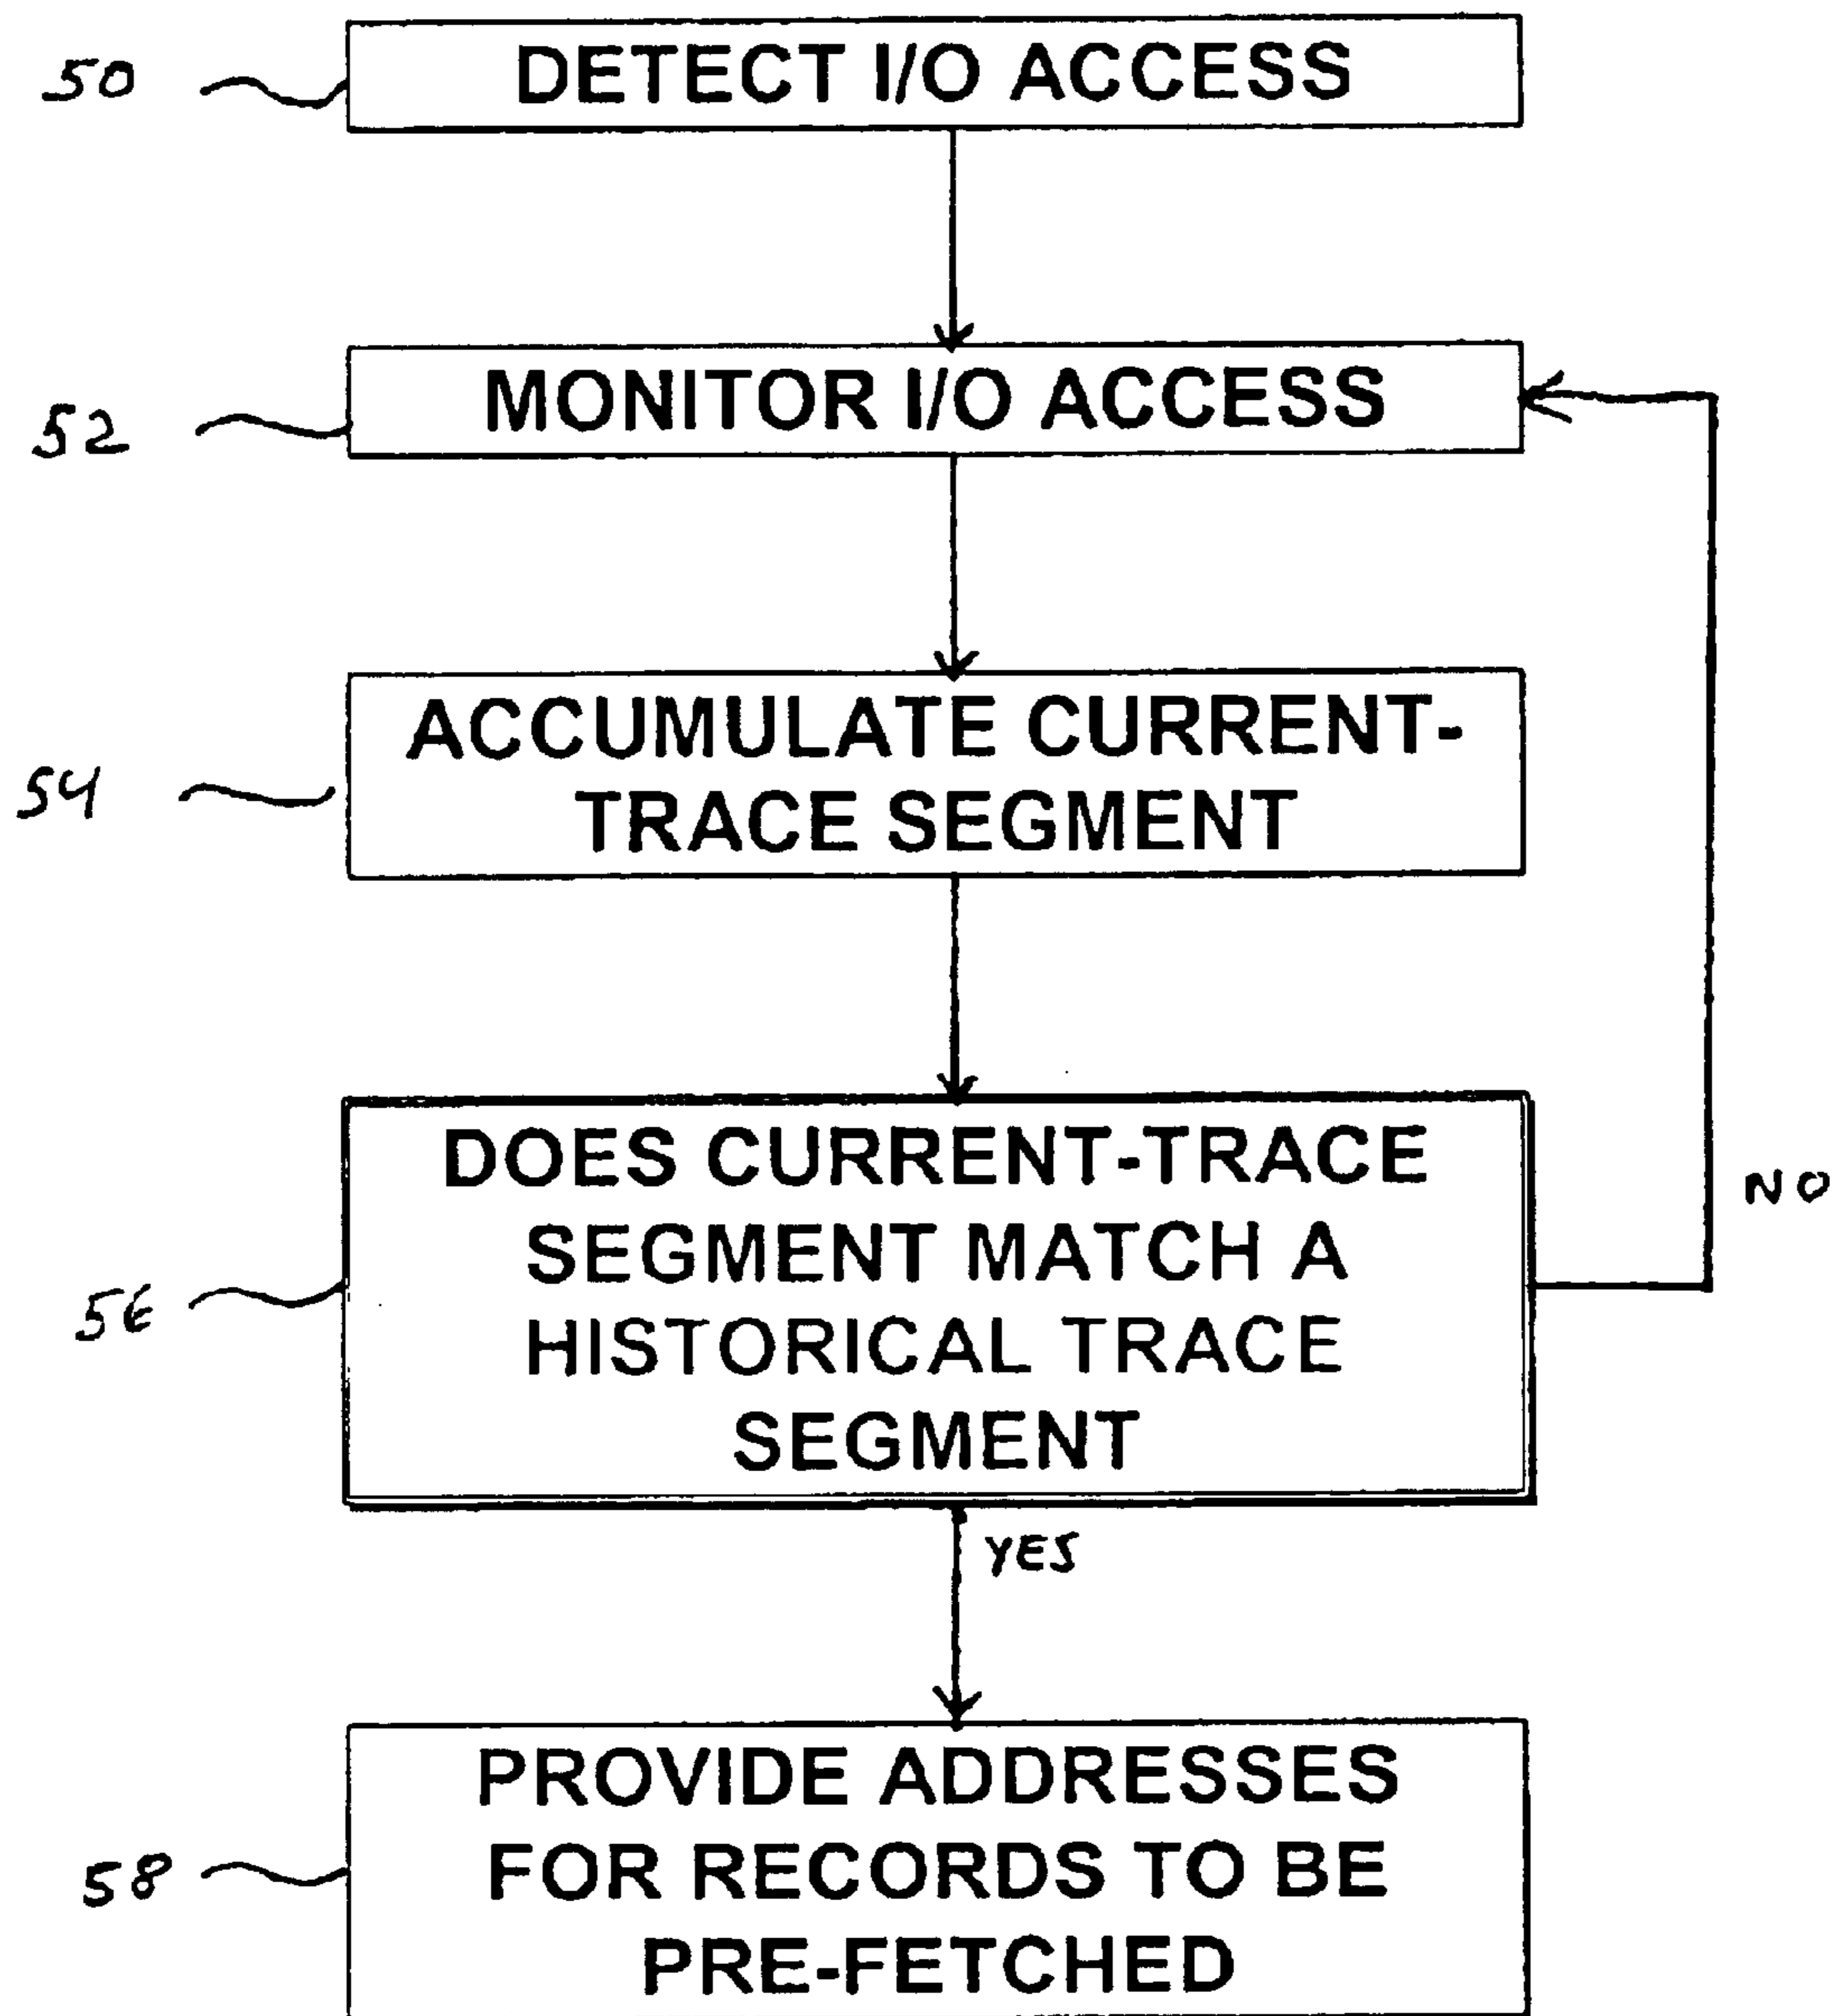 50
DETECT I/O ACCESS
52
MONITOR I/O ACCESS
54
ACCUMULATE CURRENT-
TRACE SEGMENT
56
DOES CURRENT-TRACE
SEGMENT MATCH A
HISTORICAL TRACE
SEGMENT
NO
YES
58
PROVIDE ADDRESSES
FOR RECORDS TO BE
PRE-FETCHED